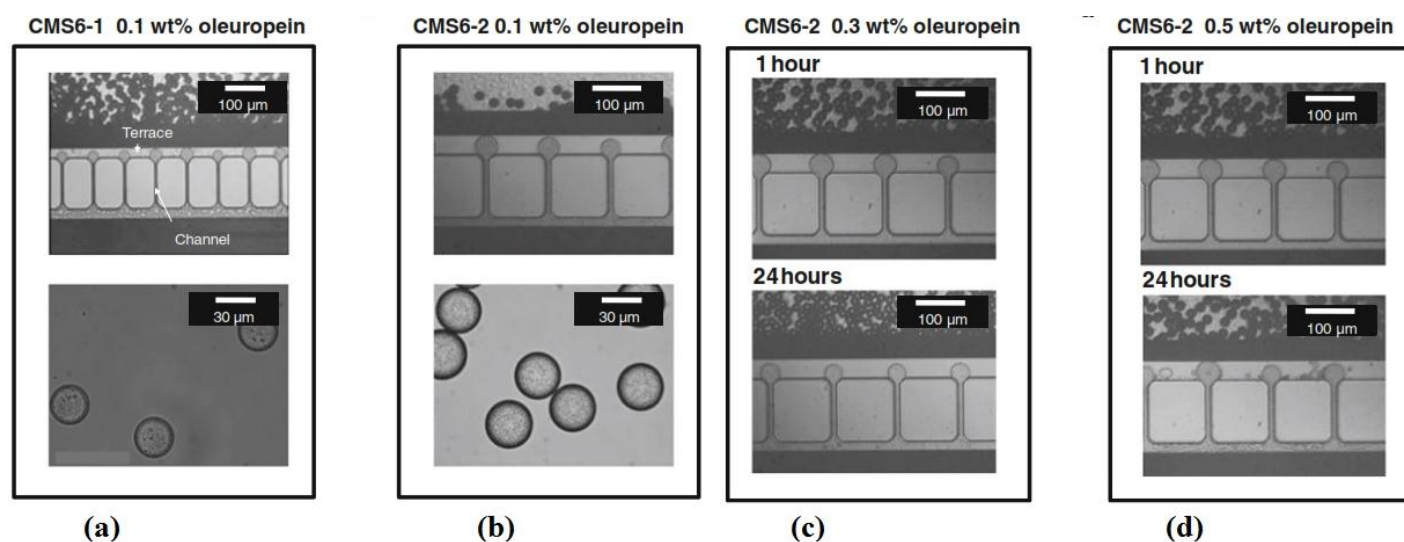 CMS6-1 0.1 wt% oleuropein
100 µm
Terrace
Channel
30 µm
(a)
CMS6-2 0.1 wt% oleuropein
100 µm
30 µm
(b)
CMS6-2 0.3 wt% oleuropein
1 hour
100 µm
24 hours
100 µm
(c)
CMS6-2 0.5 wt% oleuropein
1 hour
100 µm
24 hours
100 µm
(d)